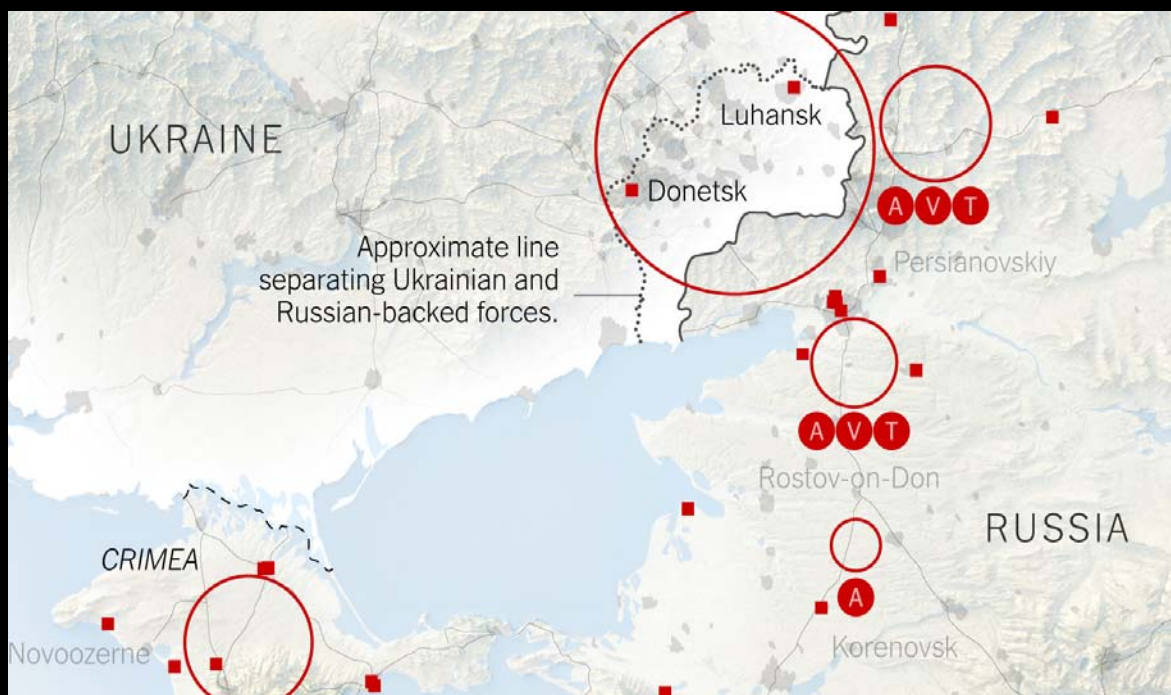 UKRAINE
Luhansk
Donetsk
A V T
Persianovskiy
Approximate line
separating Ukrainian and
Russian-backed forces.
A V T
Rostov-on-Don
RUSSIA
CRIMEA
A
Novoozerne
Korenovsk